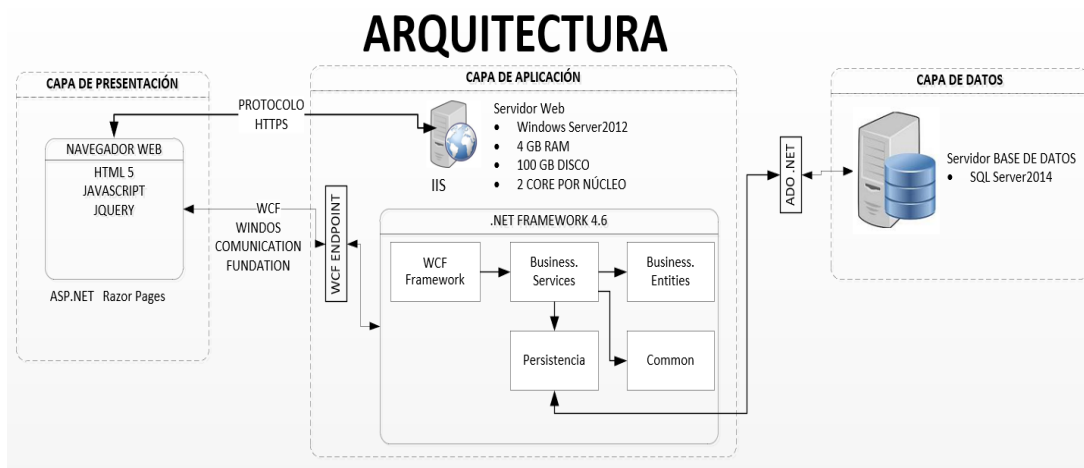 ARQUITECTURA
CAPA DE PRESENTACIÓN
NAVEGADOR WEB
HTML 5
JAVASCRIPT
JQUERY
ASP.NET Razor Pages
PROTOCOLO
HTTPS
WCF
WINDOS
COMUNICATION
FUNDATION
CAPA DE APLICACIÓN
IIS
Servidor Web
• Windows Server2012
• 4 GB RAM
• 100 GB DISCO
• 2 CORE POR NÚCLEO
WCF ENDPOINT
.NET FRAMEWORK 4.6
WCF
Framework
Business.
Services
Business.
Entities
Persistencia
Common
ADO .NET
CAPA DE DATOS
Servidor BASE DE DATOS
• SQL Server2014